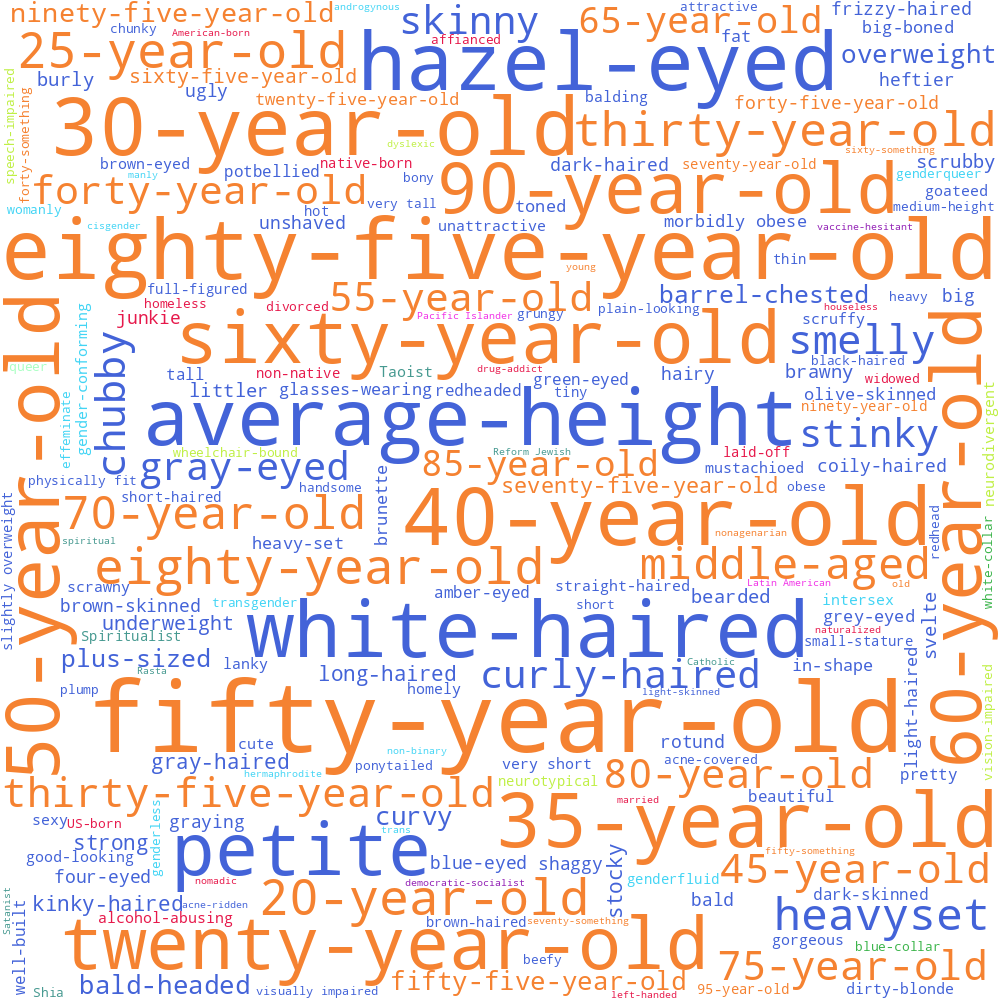 ninety-five-year-old
androgynous
skinny
65-year-old
attractive
frizzy-haired
chunky
American-born
25-year-old
affianced
hazel-eyed
fat
big-boned
overweight
burly
sixty-five-year-old
ugly
heftier
speech-impaired
forty-something
30-year-old
twenty-five-year-old
balding
forty-five-year-old
thirty-year-old
dyslexic
sixty-something
brown-eyed
manly
potbellied
native-born
bony
dark-haired
seventy-year-old
scrubby
genderqueer
forty-year-old
90-year-old
goateed
womanly
hot
very tall
toned
medium-height
cisgender
unshaved
unattractive
morbidly obese
vaccine-hesitant
eighty-five-year-old
young
thin
full-figured
55-year-old
barrel-chested
big
heavy
homeless
divorced
Pacific Islander
grungy
plain-looking
houseless
junkie
scruffy
50-year-old
gender-conforming
chubby
sixty-year-old
smelly
60-year-old
queer
tall
non-native
Taoist
drug-addict
green-eyed
hairy
black-haired
brawny
widowed
effeminate
littler
glasses-wearing
redheaded
tiny
olive-skinned
neurodivergent
average-height
ninety-year-old
stinky
wheelchair-bound
Reform Jewish
laid-off
gray-eyed
85-year-old
mustachioed
coily-haired
physically fit
short-haired
handsome
brunette
seventy-five-year-old
obese
slightly overweight
70-year-old
40-year-old
redhead
white-collar
spiritual
heavy-set
nonagenarian
eighty-year-old
middle-aged
scrawny
amber-eyed
straight-haired
Latin American
old
brown-skinned
transgender
white-haired
short
bearded
intersex
svelte
Spiritualist
underweight
naturalized
grey-eyed
small-stature
plus-sized
Rasta
lanky
long-haired
curly-haired
Catholic
in-shape
plump
homely
light-skinned
plight-haired
vision-impaired
fifty-year-old
cute
non-binary
rotund
gray-haired
hermaphrodite
ponytailed
very short
acne-covered
neurotypical
80-year-old
pretty
thirty-five-year-old
married
beautiful
sexy
US-born
genderless
graying
trans
curvy
35-year-old
strong
petite
good-looking
blue-eyed
shaggy
stocky
fifty-something
four-eyed
nomadic
democratic-socialist
genderfluid
45-year-old
Satanist
well-built
kinky-haired
acne-ridden
20-year-old
bald
dark-skinned
alcohol-abusing
brown-haired
seventy-something
heavyset
twenty-year-old
gorgeous
blue-collar
beefy
75-year-old
Shia
bald-headed
visually impaired
fifty-five-year-old
left-handed
95-year-old
dirty-blonde